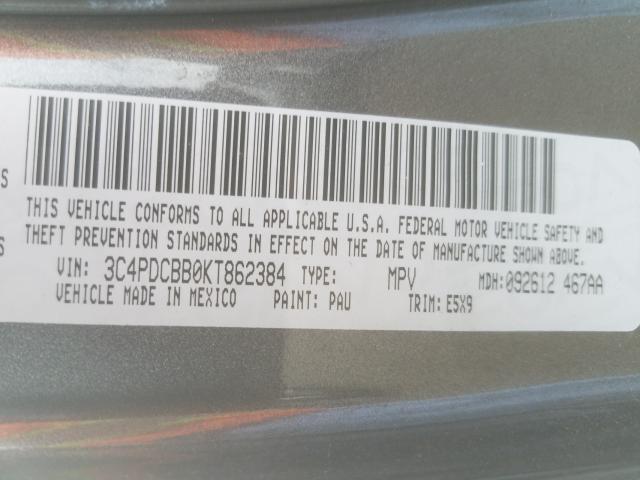 S
THIS VEHICLE CONFORMS TO ALL APPLICABLE U.S.A. FEDERAL MOTOR VEHICLE SAFETY AND
THEFT PREVENTION STANDARDS IN EFFECT ON THE DATE OF MANUFACTURE SHOWN ABOVE.
S
VIN: 3C4PDCBB0KT862384 TYPE: MPV MDH:092612 467AA
VEHICLE MADE IN MEXICO PAINT: PAU TRIM: E5X9